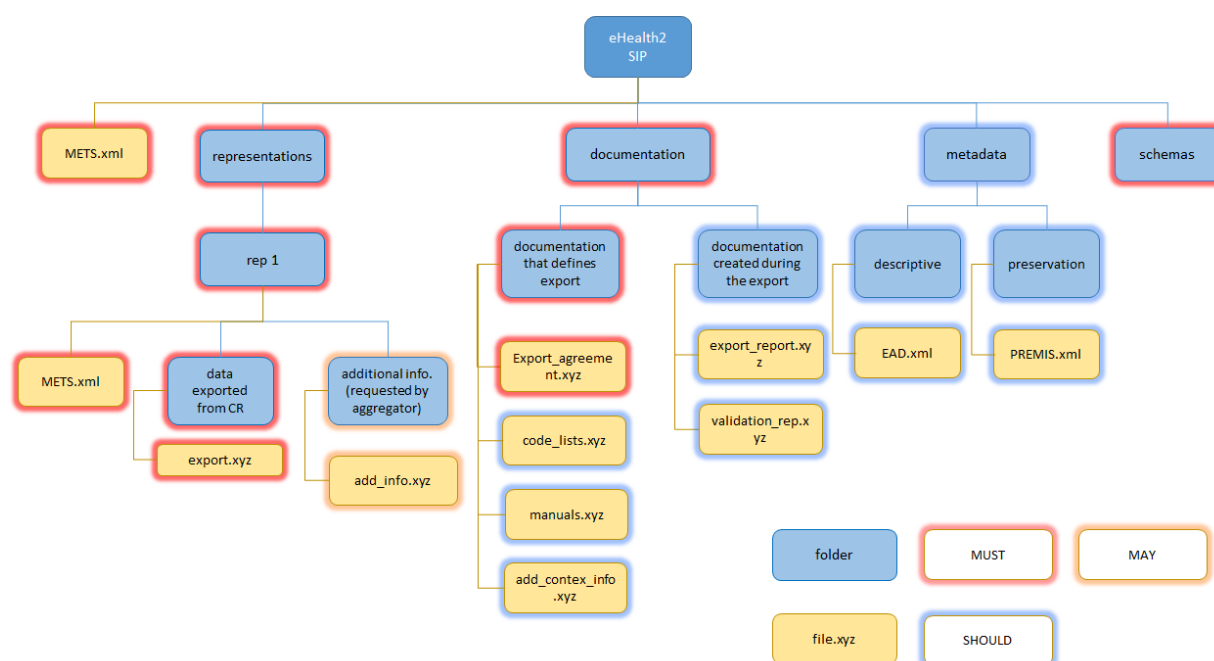 eHealth2
SIP
METS.xml
representations
documentation
metadata
schemas
rep 1
documentation
that defines
export
documentation
created during
the export
descriptive
preservation
METS.xml
data
exported
from CR
additional info.
(requested by
aggregator)
Export_agreeme
nt.xyz
export_report.xy
z
EAD.xml
PREMIS.xml
export.xyz
add_info.xyz
code_lists.xyz
validation_rep.x
yz
manuals.xyz
add_contex_info
.xyz
folder
MUST
MAY
file.xyz
SHOULD